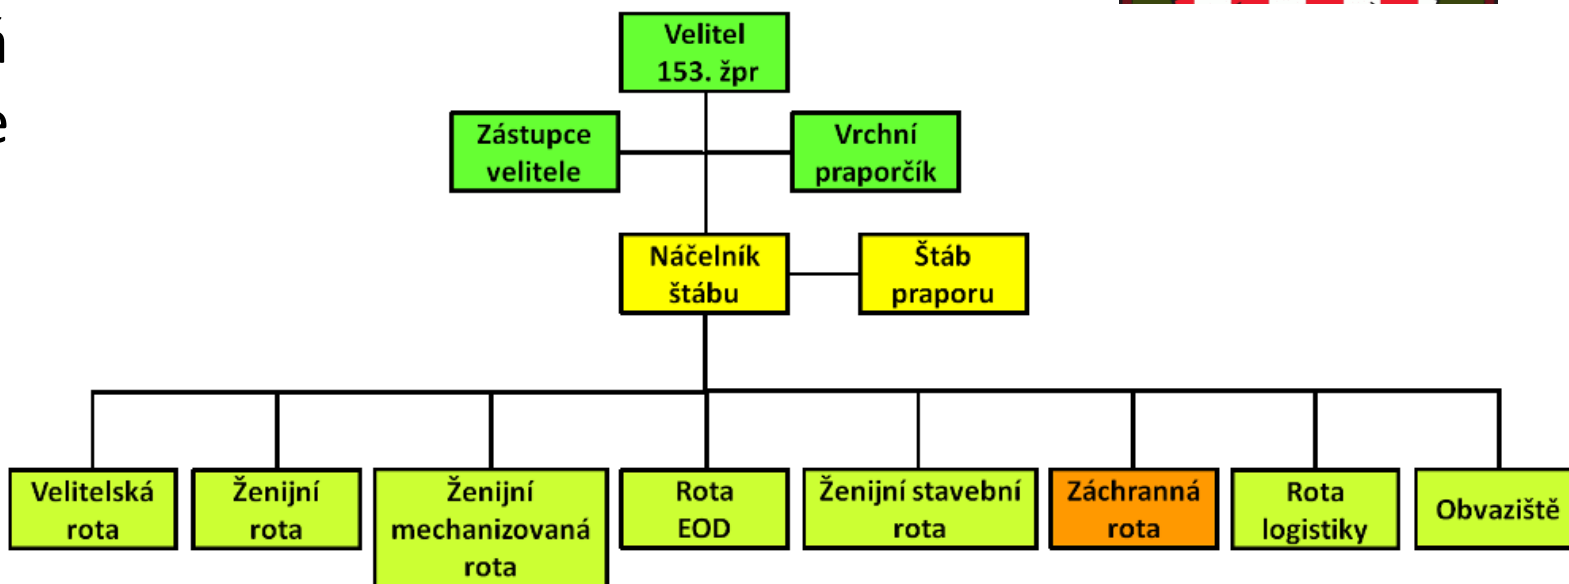 Velitel
153. žpr
Zástupce
velitele
Vrchní
praporčík
Náčelník
štábu
Štáb
praporu
Velitelská
rota
Ženijní
rota
Ženijní
mechanizovaná
rota
Rota
EOD
Ženijní stavební
rota
Záchranná
rota
Rota
logistiky
Obvaziště